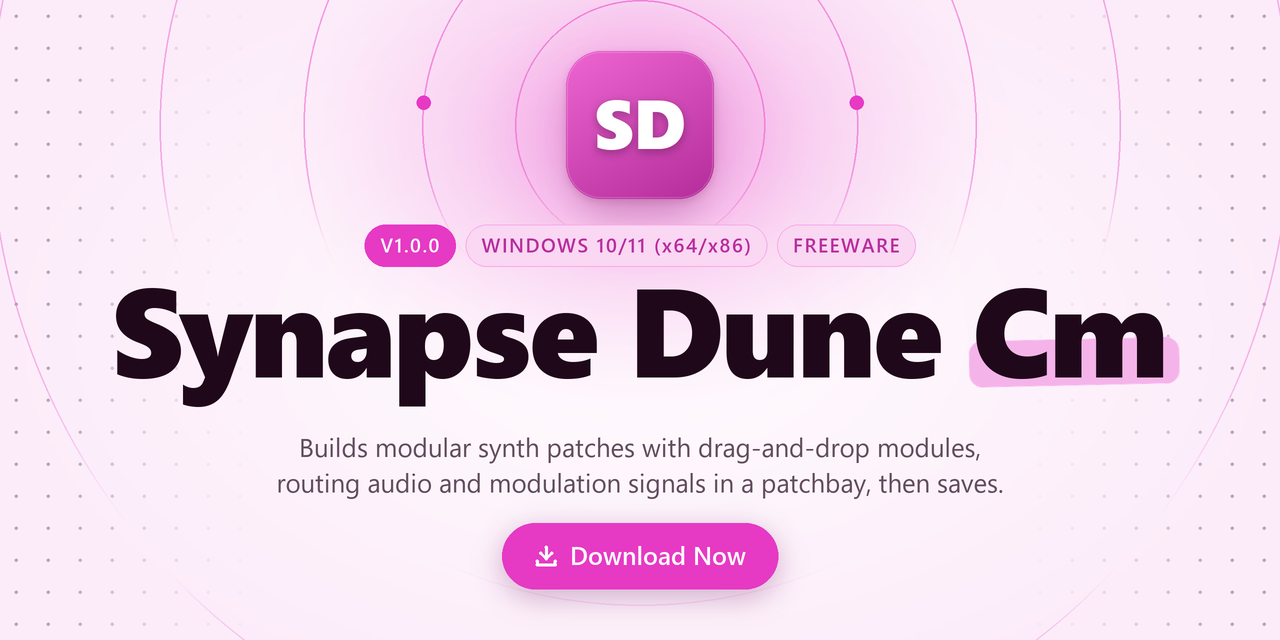 SD
V1.0.0
WINDOWS 10/11 (x64/x86)
FREEWARE
Synapse Dune Cm
Builds modular synth patches with drag-and-drop modules,
routing audio and modulation signals in a patchbay, then saves.
Download Now